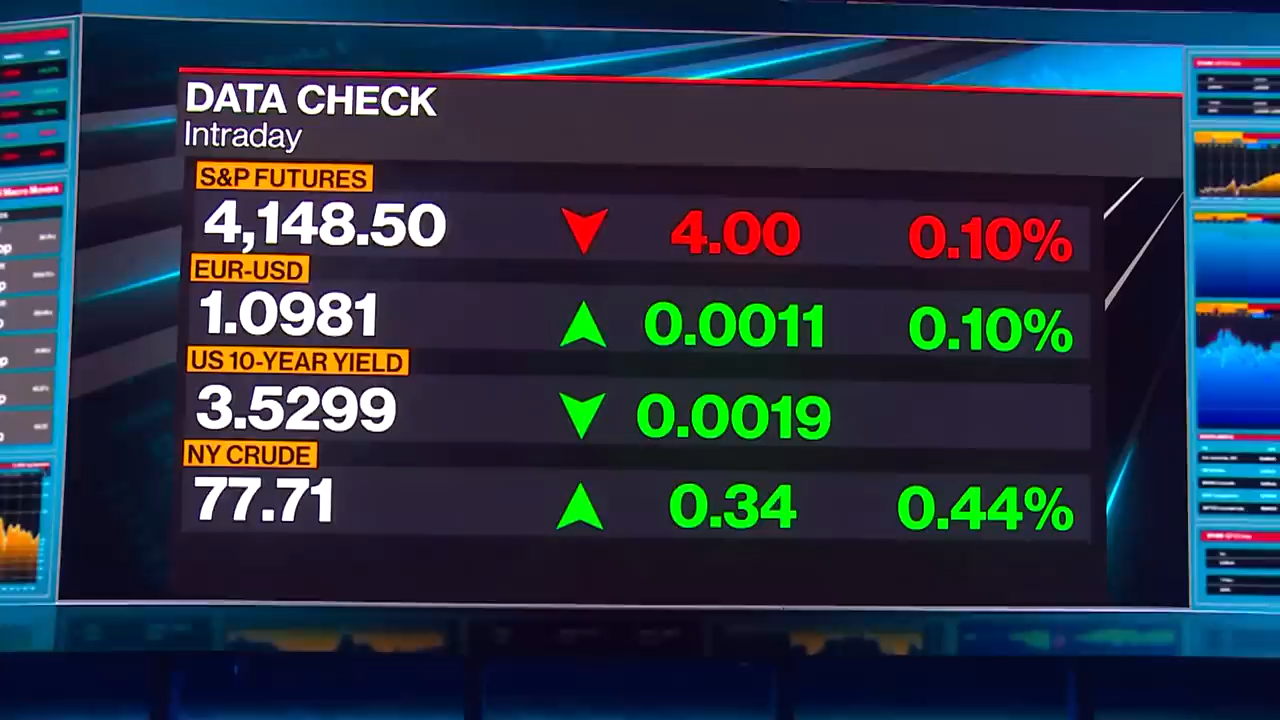 DATA CHECK
Intraday
S&P FUTURES
4,148.50 ▼ 4.00 0.10%
EUR-USD
1.0981 ▲ 0.0011 0.10%
US 10-YEAR YIELD
3.5299 ▼ 0.0019
NY CRUDE
77.71 ▲ 0.34 0.44%